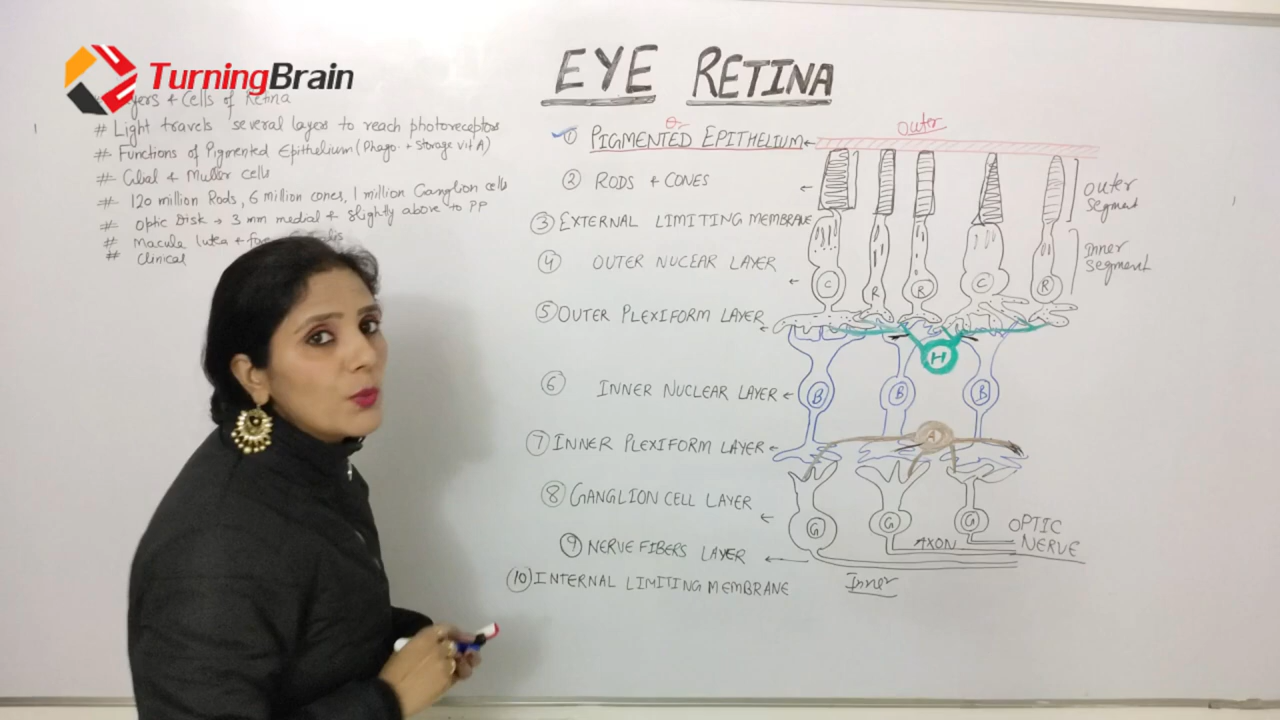 TurningBrain
EYE RETINA
Layers & Cells of Retina
# Light travels several layers to reach photoreceptors
# Functions of Pigmented Epithelium (Phago. + Storage vit A)
# Cilial & Muller cells
# 120 million Rods, 6 million cones, 1 million Ganglion cells
# Optic Disk → 3 mm medial & slightly above to PP
# Macula lutea &
# Clinical
① PIGMENTED EPITHELIUM
Or
Outer
② RODS & CONES
③ EXTERNAL LIMITING MEMBRANE
④ OUTER NUCEAR LAYER
⑤ OUTER PLEXIFORM LAYER
⑥ INNER NUCLEAR LAYER
⑦ INNER PLEXIFORM LAYER
⑧ GANGLION CELL LAYER
⑨ NERVE FIBERS LAYER
⑩ INTERNAL LIMITING MEMBRANE
Outer
Segment
Inner
Segment
C R R C R
H
B B B
A
G G G
AXON
OPTIC
NERVE
Inner